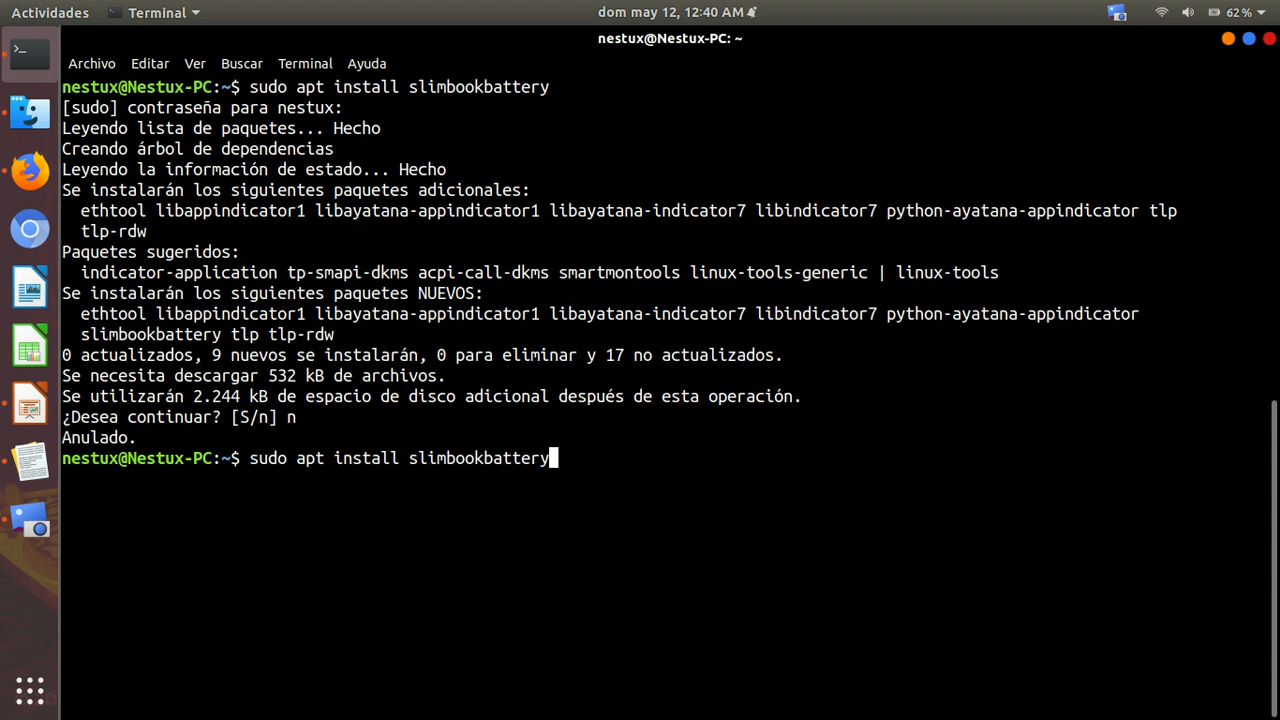 Actividades Terminal dom may 12, 12:40 AM 62 %
nestux@Nestux-PC: ~
Archivo Editar Ver Buscar Terminal Ayuda
nestux@Nestux-PC:~$ sudo apt install slimbookbattery
[sudo] contraseña para nestux:
Leyendo lista de paquetes... Hecho
Creando árbol de dependencias
Leyendo la información de estado... Hecho
Se instalarán los siguientes paquetes adicionales:
ethtool libappindicator1 libayatana-appindicator1 libayatana-indicator7 libindicator7 python-ayatana-appindicator tlp
tlp-rdw
Paquetes sugeridos:
indicator-application tp-smapi-dkms acpi-call-dkms smartmontools linux-tools-generic | linux-tools
Se instalarán los siguientes paquetes NUEVOS:
ethtool libappindicator1 libayatana-appindicator1 libayatana-indicator7 libindicator7 python-ayatana-appindicator
slimbookbattery tlp tlp-rdw
0 actualizados, 9 nuevos se instalarán, 0 para eliminar y 17 no actualizados.
Se necesita descargar 532 kB de archivos.
Se utilizarán 2.244 kB de espacio de disco adicional después de esta operación.
¿Desea continuar? [S/n] n
Anulado.
nestux@Nestux-PC:~$ sudo apt install slimbookbattery